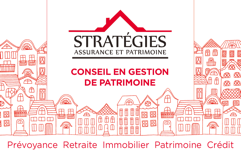 STRATÉGIES
ASSURANCE ET PATRIMOINE
CONSEIL EN GESTION
DE PATRIMOINE
Prévoyance Retraite Immobilier Patrimoine Crédit